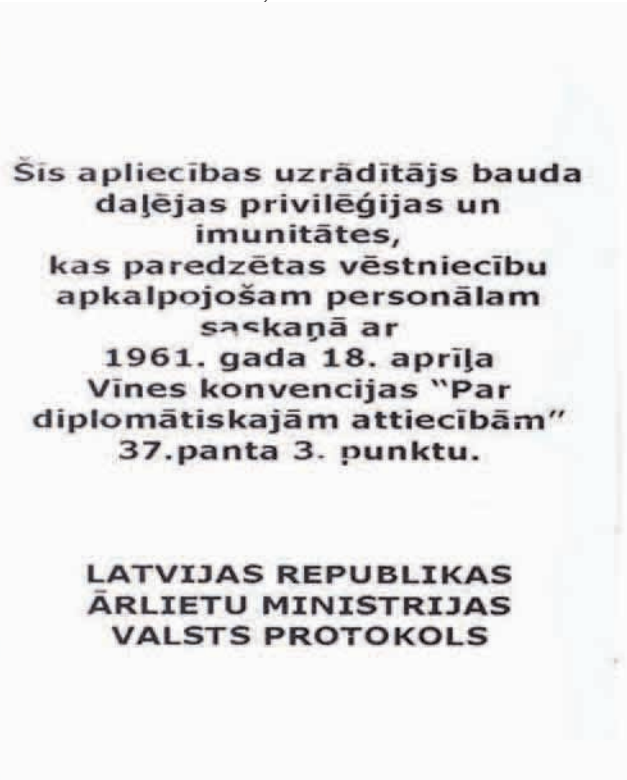 Šīs apliecības uzrādītājs bauda
daļējas privilēģijas un
imunitātes,
kas paredzētas vēstniecību
apkalpojošam personālam
saskaņā ar
1961. gada 18. aprīļa
Vīnes konvencijas “Par
diplomātiskajām attiecībām”
37.panta 3. punktu.
LATVIJAS REPUBLIKAS
ĀRLIETU MINISTRIJAS
VALSTS PROTOKOLS